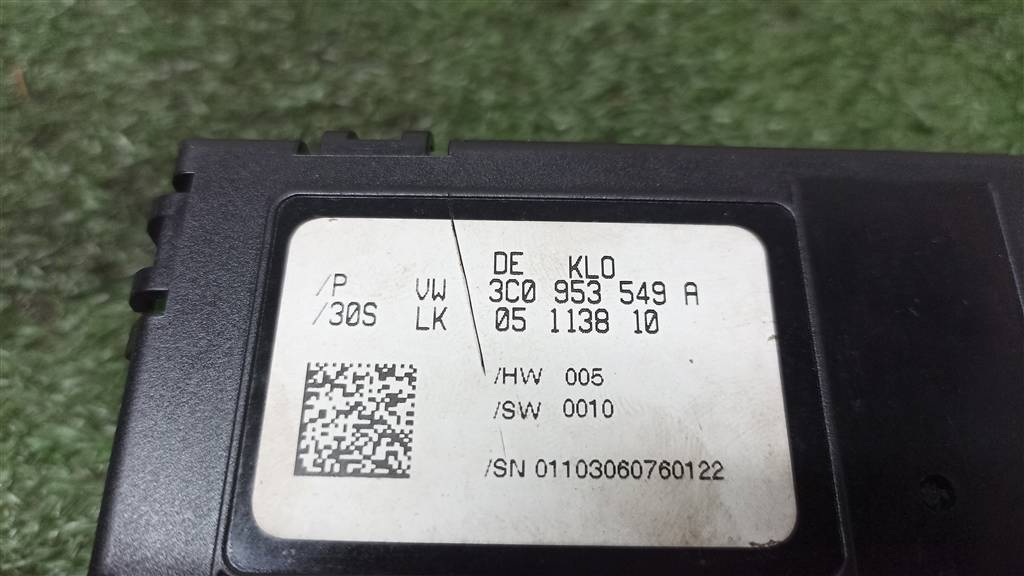 DE KLO
/P VW 3C0 953 549 A
/30S LK 05 1138 10
/HW 005
/SW 0010
/SN 01103060760122